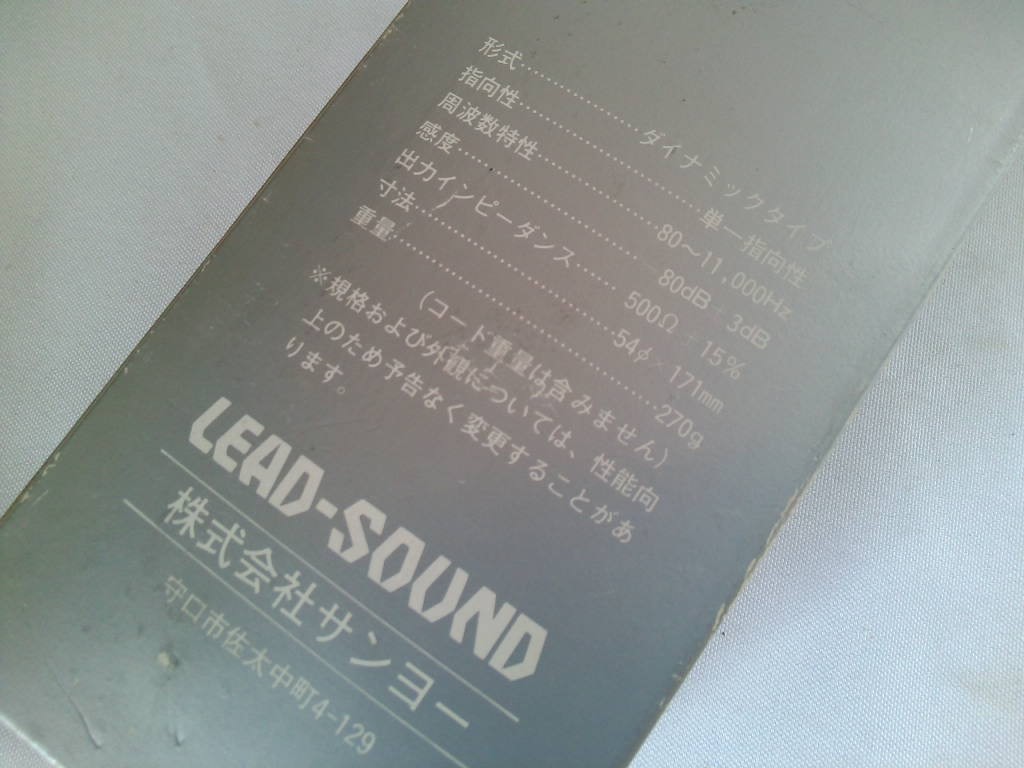 形式……………………ダイナミックタイプ
指向性………………………単一指向性
周波数特性……………80〜11,000Hz
感度………………………80dB 3dB
出力インピーダンス……500Ω 15%
寸法…………………54φ×171mm
重量…………………………270g
(コード重量は含みません)
※規格および外観については、性能向
上のため予告なく変更することがあ
ります。
LEAD-SOUND
株式会社サンヨー
守口市佐太中町4-129